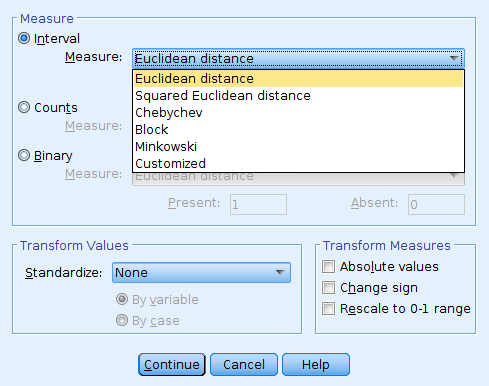 Measure
Interval
Measure: Euclidean distance
Euclidean distance
Squared Euclidean distance
Chebychev
Block
Minkowski
Customized
Counts
Measure:
Binary
Measure: Euclidean distance
Present: 1 Absent: 0
Transform Values
Standardize: None
By variable
By case
Transform Measures
Absolute values
Change sign
Rescale to 0-1 range
Continue Cancel Help